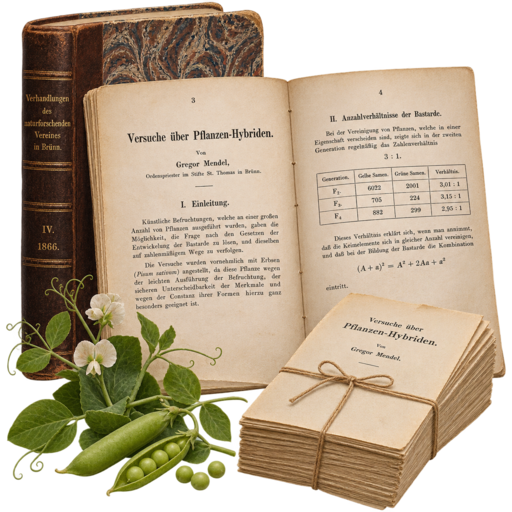 Verhandlungen
des
naturforschenden
Vereines
in Brünn.
IV.
1866.
3
Versuche über Pflanzen-Hybriden.
Von
Gregor Mendel,
Ordenspriester im Stifte St. Thomas in Brünn.
I. Einleitung.
Künstliche Befruchtungen, welche an einer großen
Anzahl von Pflanzen ausgeführt wurden, gaben die
Möglichkeit, die Frage nach den Gesetzen der
Entwickelung der Bastarde zu lösen, und dieselben
auf zahlenmäßigem Wege zu verfolgen.
Die Versuche wurden vornehmlich mit Erbsen
(Pisum sativum) angestellt, da diese Pflanze wegen
der leichten Ausführung der Befruchtung, der
sicheren Unterscheidbarkeit der Merkmale und
wegen der Constanz ihrer Formen hierzu ganz
besonders geeignet ist.
4
II. Anzahlverhältnisse der Bastarde.
Bei der Vereinigung von Pflanzen, welche in einer
Eigenschaft verschieden sind, zeigte sich in der zweiten
Generation regelmäßig das Zahlenverhältnis
3 : 1.
Generation. Gelbe Samen. Grüne Samen. Verhältnis.
F₂. 6022 2001 3,01 : 1
F₃. 705 224 3,15 : 1
F₄ 882 299 2,95 : 1
Dieses Verhältnis erklärt sich, wenn man annimmt,
daß die Keimelemente sich in gleicher Anzahl vereinigen,
und daß bei der Bildung der Bastarde die Kombination
(A + a)² = A² + 2Aa + a²
eintritt.
Versuche über
Pflanzen-Hybriden.
Von
Gregor Mendel.